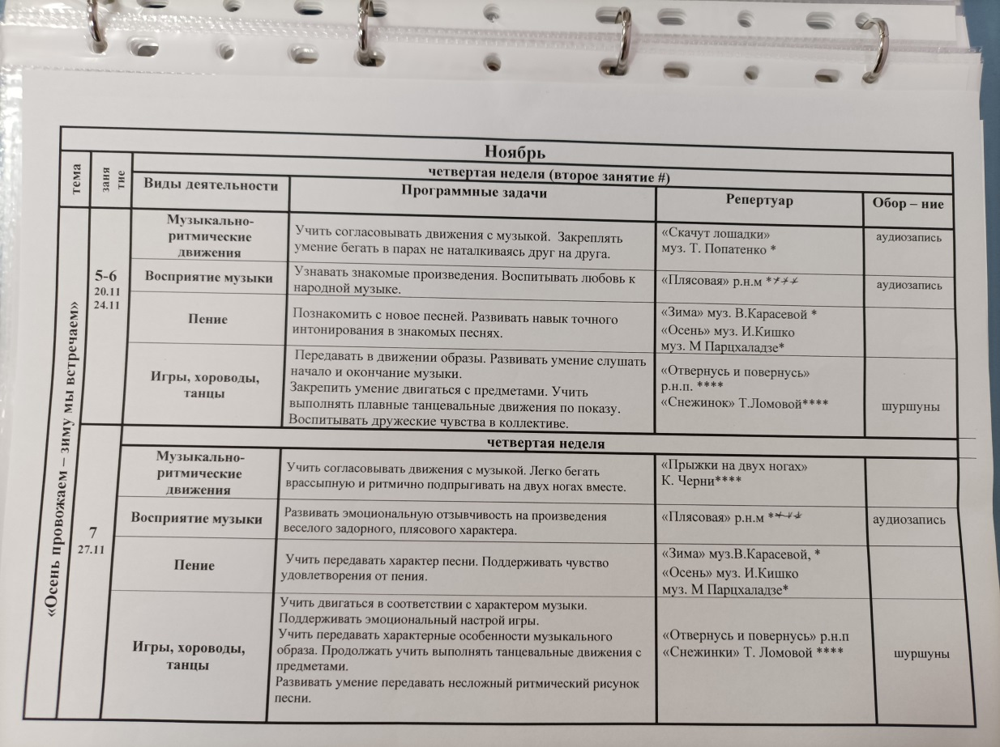 Ноябрь
тема
заня
тие
четвертая неделя (второе занятие #)
Виды деятельности
Программные задачи
Репертуар
Обор – ние
«Осень провожаем – зиму мы встречаем»
5-6
20.11
24.11
Музыкально-
ритмические
движения
Учить согласовывать движения с музыкой. Закреплять
умение бегать в парах не наталкиваясь друг на друга.
«Скачут лошадки»
муз. Т. Попатенко *
аудиозапись
Восприятие музыки
Узнавать знакомые произведения. Воспитывать любовь к
народной музыке.
«Плясовая» р.н.м ****
аудиозапись
Пение
Познакомить с новое песней. Развивать навык точного
интонирования в знакомых песнях.
«Зима» муз. В.Карасевой *
«Осень» муз. И.Кишко
муз. М Парцхаладзе*
Игры, хороводы,
танцы
Передавать в движении образы. Развивать умение слушать
начало и окончание музыки.
Закрепить умение двигаться с предметами. Учить
выполнять плавные танцевальные движения по показу.
Воспитывать дружеские чувства в коллективе.
«Отвернусь и повернусь»
р.н.п. ****
«Снежинок» Т.Ломовой****
шуршуны
четвертая неделя
7
27.11
Музыкально-
ритмические
движения
Учить согласовывать движения с музыкой. Легко бегать
врассыпную и ритмично подпрыгивать на двух ногах вместе.
«Прыжки на двух ногах»
К. Черни****
Восприятие музыки
Развивать эмоциональную отзывчивость на произведения
веселого задорного, плясового характера.
«Плясовая» р.н.м ****
аудиозапись
Пение
Учить передавать характер песни. Поддерживать чувство
удовлетворения от пения.
«Зима» муз.В.Карасевой, *
«Осень» муз. И.Кишко
муз. М Парцхаладзе*
Игры, хороводы,
танцы
Учить двигаться в соответствии с характером музыки.
Поддерживать эмоциональный настрой игры.
Учить передавать характерные особенности музыкального
образа. Продолжать учить выполнять танцевальные движения с
предметами.
Развивать умение передавать несложный ритмический рисунок
песни.
«Отвернусь и повернусь» р.н.п
«Снежинки» Т. Ломовой ****
шуршуны